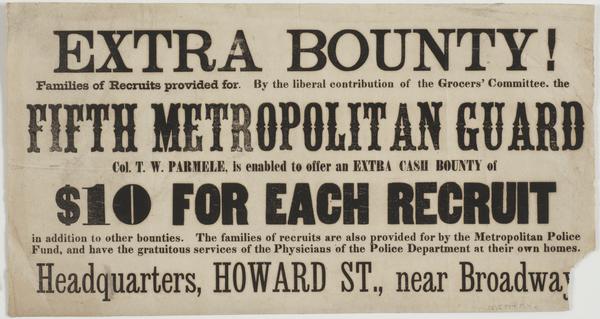 EXTRA BOUNTY!
Families of Recruits provided for. By the liberal contribution of the Grocers' Committee. the
FIFTH METROPOLITAN GUARD
Col. T. W. PARMELE, is enabled to offer an EXTRA CASH BOUNTY of
$10 FOR EACH RECRUIT
in addition to other bounties. The families of recruits are also provided for by the Metropolitan Police
Fund, and have the gratuitous services of the Physicians of the Police Department at their own homes.
Headquarters, HOWARD ST., near Broadway